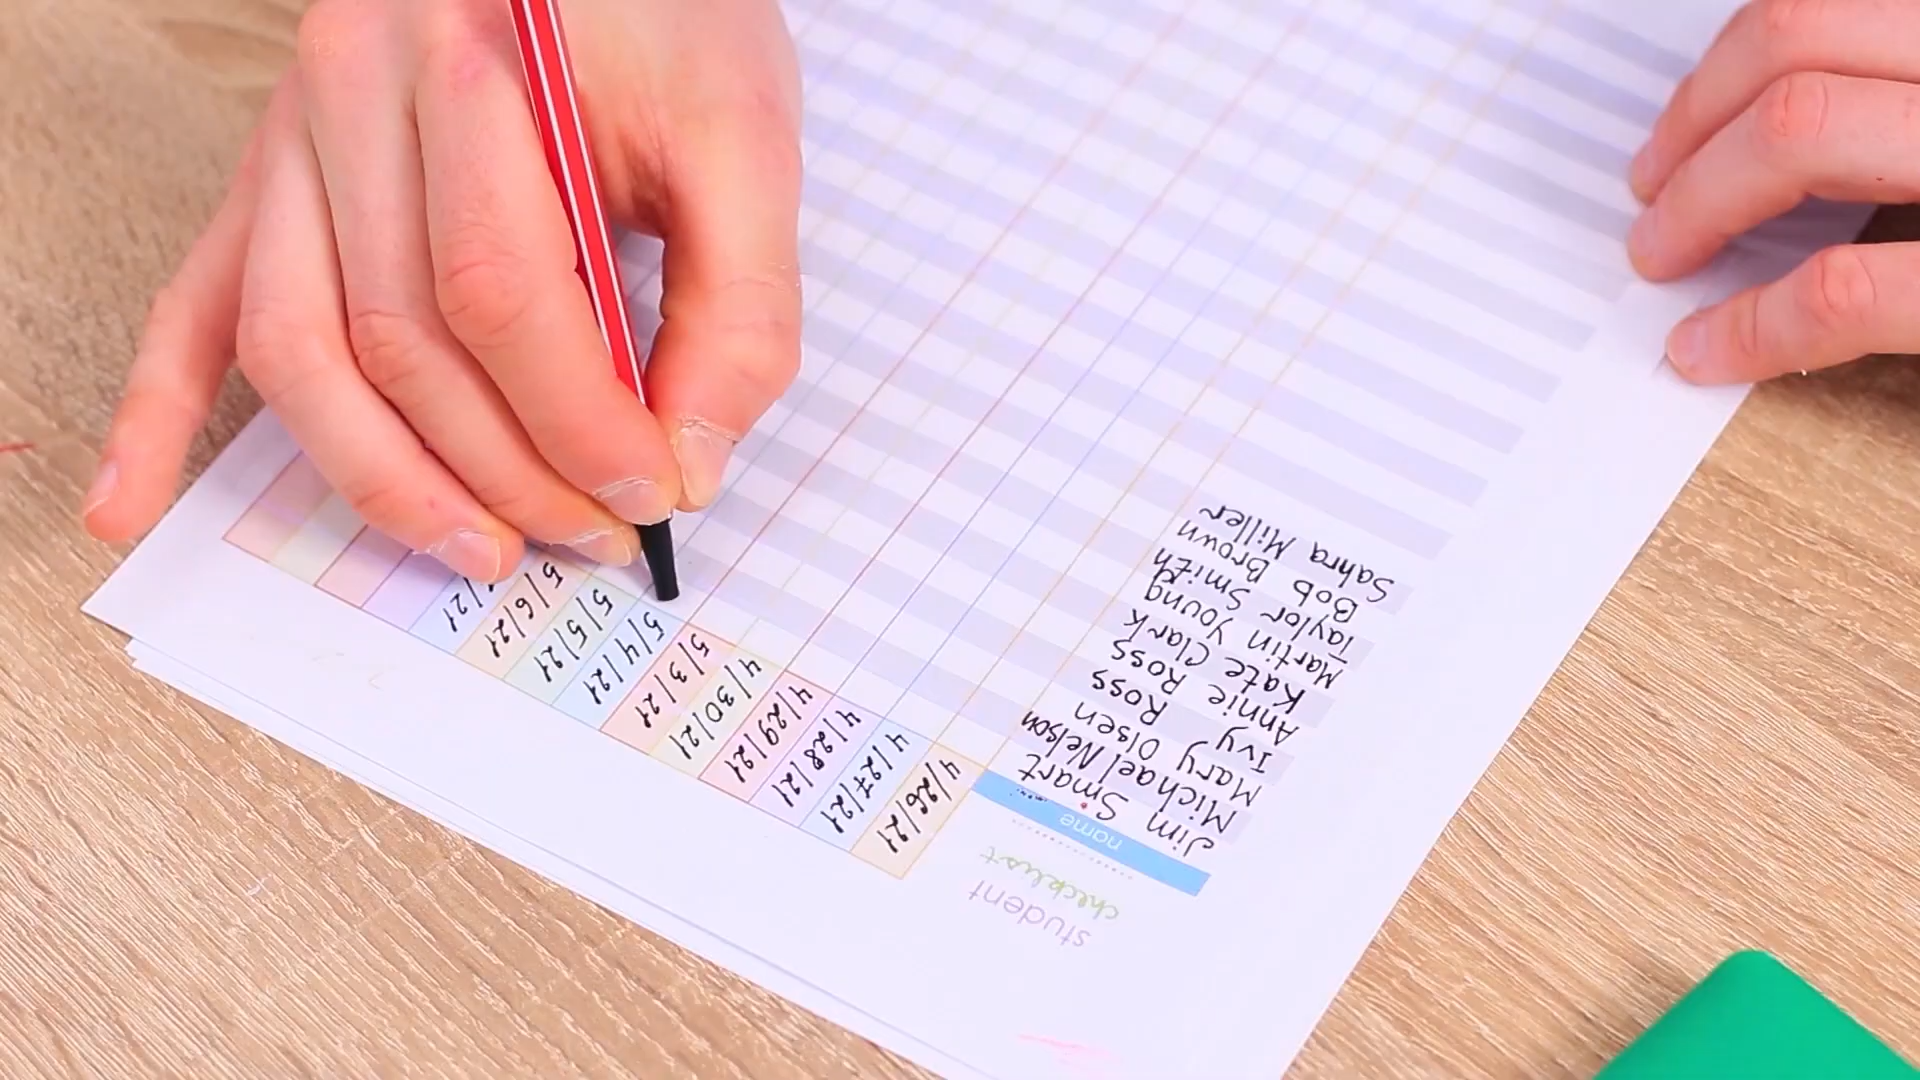 student
checklist
name
Jim Smart
Michael Nelson
Mary Olsen
Ivy Ross
Annie Ross
Kate Clark
Martin Young
Taylor Smith
Bob Brown
Sahra Miller
4/26/21
4/27/21
4/28/21
4/29/21
4/30/21
5/3/21
5/4/21
5/5/21
5/6/21
/21